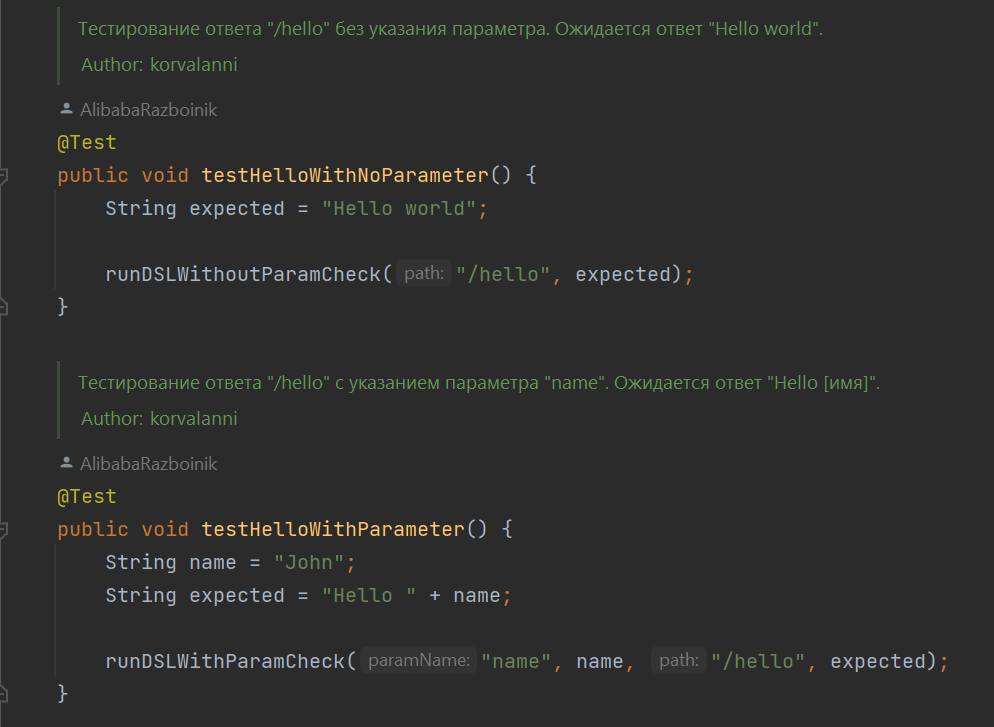 Тестирование ответа "/hello" без указания параметра. Ожидается ответ "Hello world".
Author: korvalanni
AlibabaRazboinik
@Test
public void testHelloWithNoParameter() {
String expected = "Hello world";
runDSLWithoutParamCheck( path: "/hello", expected);
}
Тестирование ответа "/hello" с указанием параметра "name". Ожидается ответ "Hello [имя]".
Author: korvalanni
AlibabaRazboinik
@Test
public void testHelloWithParameter() {
String name = "John";
String expected = "Hello " + name;
runDSLWithParamCheck( paramName: "name", name, path: "/hello", expected);
}